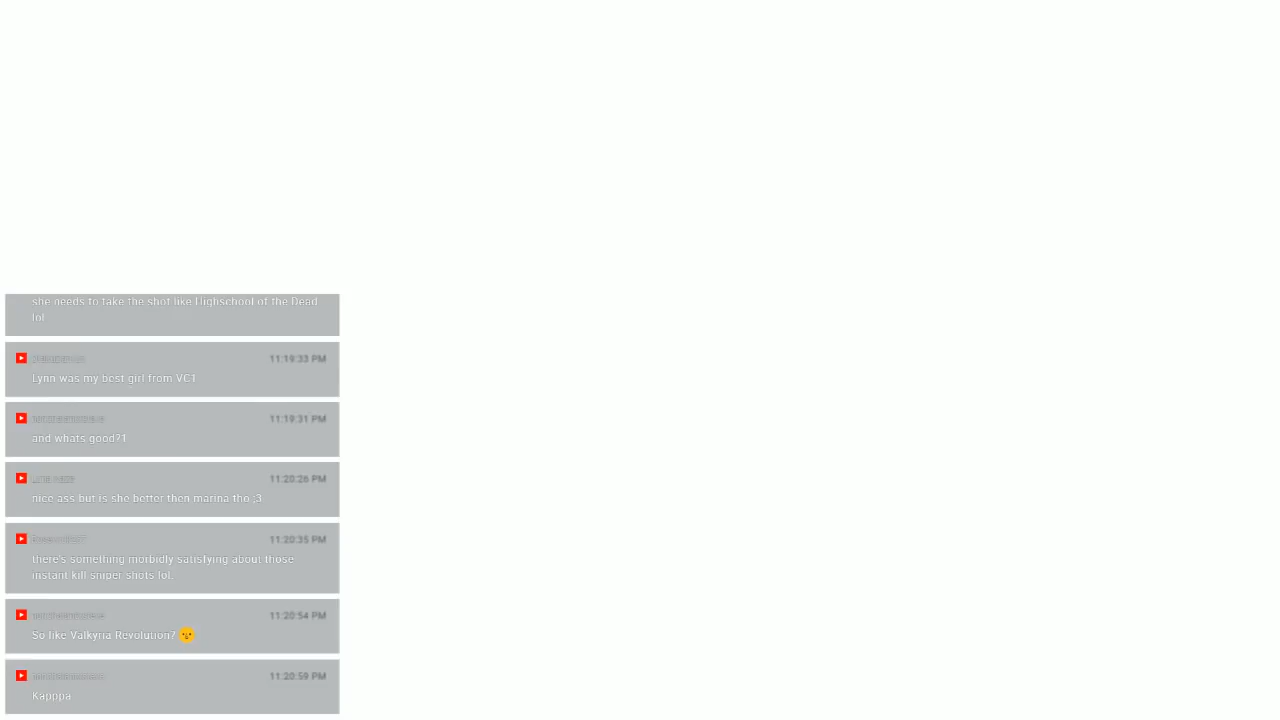 she needs to take the shot like Highschool of the Dead
lol
11:19:33 PM
Lynn was my best girl from VC1
11:19:31 PM
and whats good?1
11:20:26 PM
nice ass but is she better then marina tho ;3
11:20:35 PM
there's something morbidly satisfying about those
instant kill sniper shots lol.
11:20:54 PM
So like Valkyria Revolution? 🌝
11:20:59 PM
Kapppa